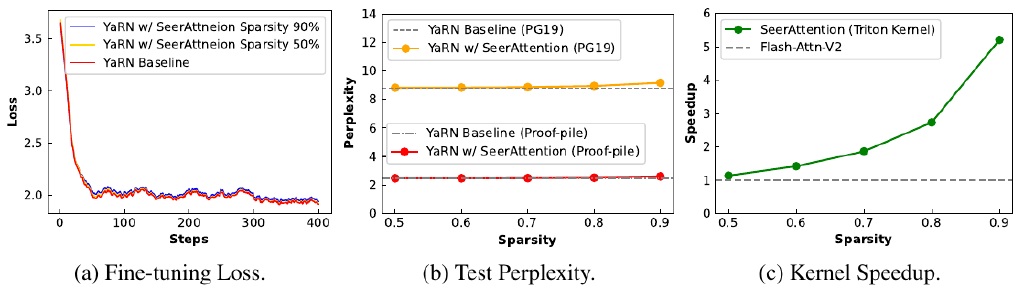 YaRN w/ SeerAttneion Sparsity 90%
YaRN w/ SeerAttneion Sparsity 50%
YaRN Baseline
3.5
3.0
2.5
2.0
Loss
0 100 200 300 400
Steps
(a) Fine-tuning Loss.
YaRN Baseline (PG19)
YaRN w/ SeerAttention (PG19)
YaRN Baseline (Proof-pile)
YaRN w/ SeerAttention (Proof-pile)
14
12
10
8
6
4
2
0
Perplexity
0.5 0.6 0.7 0.8 0.9
Sparsity
(b) Test Perplexity.
SeerAttention (Triton Kernel)
Flash-Attn-V2
6
5
4
3
2
1
0
Speedup
0.5 0.6 0.7 0.8 0.9
Sparsity
(c) Kernel Speedup.